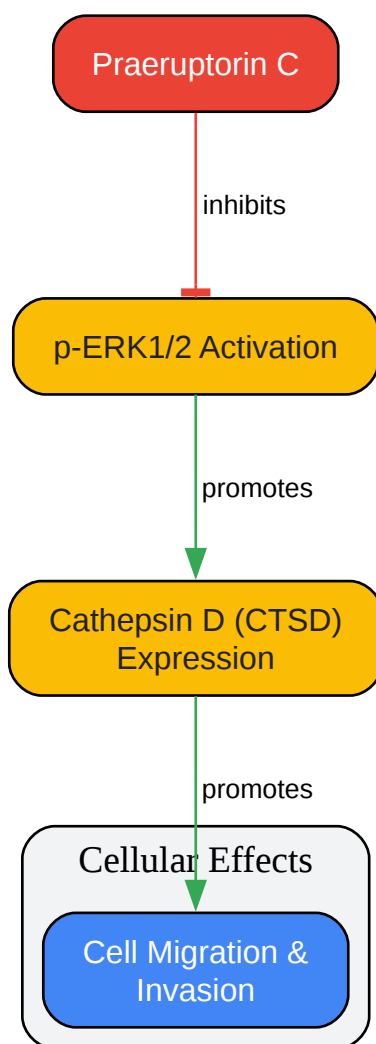 Praeruptorin C
inhibits
p-ERK1/2 Activation
promotes
Cathepsin D (CTSD)
Expression
promotes
Cellular Effects
Cell Migration &
Invasion